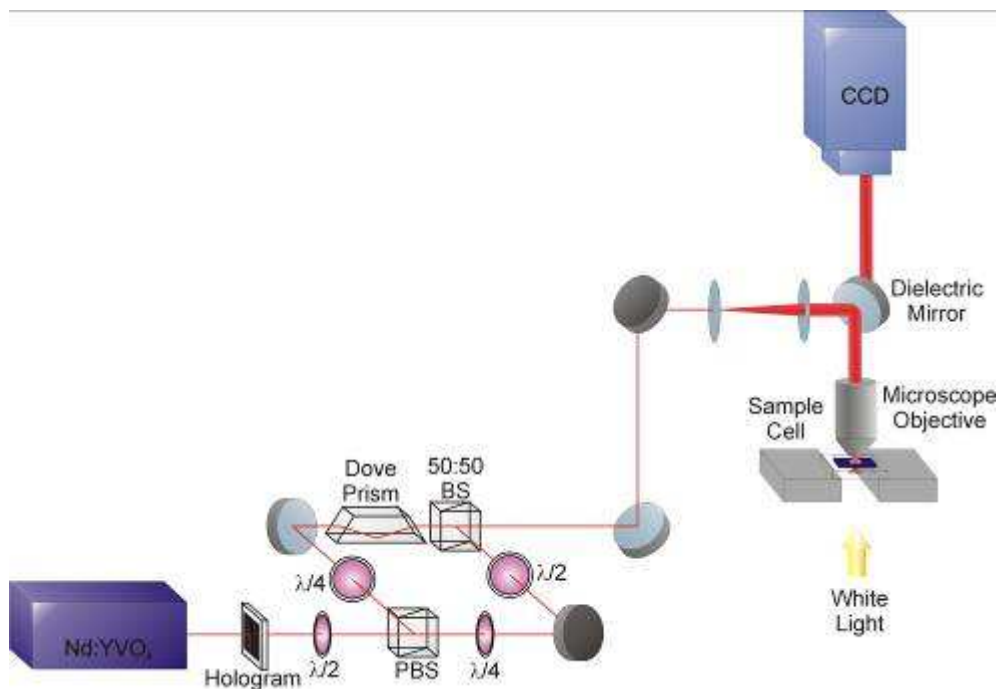 CCD
Dielectric
Mirror
Sample
Cell
Microscope
Objective
Dove
Prism
50:50
BS
λ/4
λ/2
White
Light
Nd:YVO₄
Hologram
λ/2
PBS
λ/4